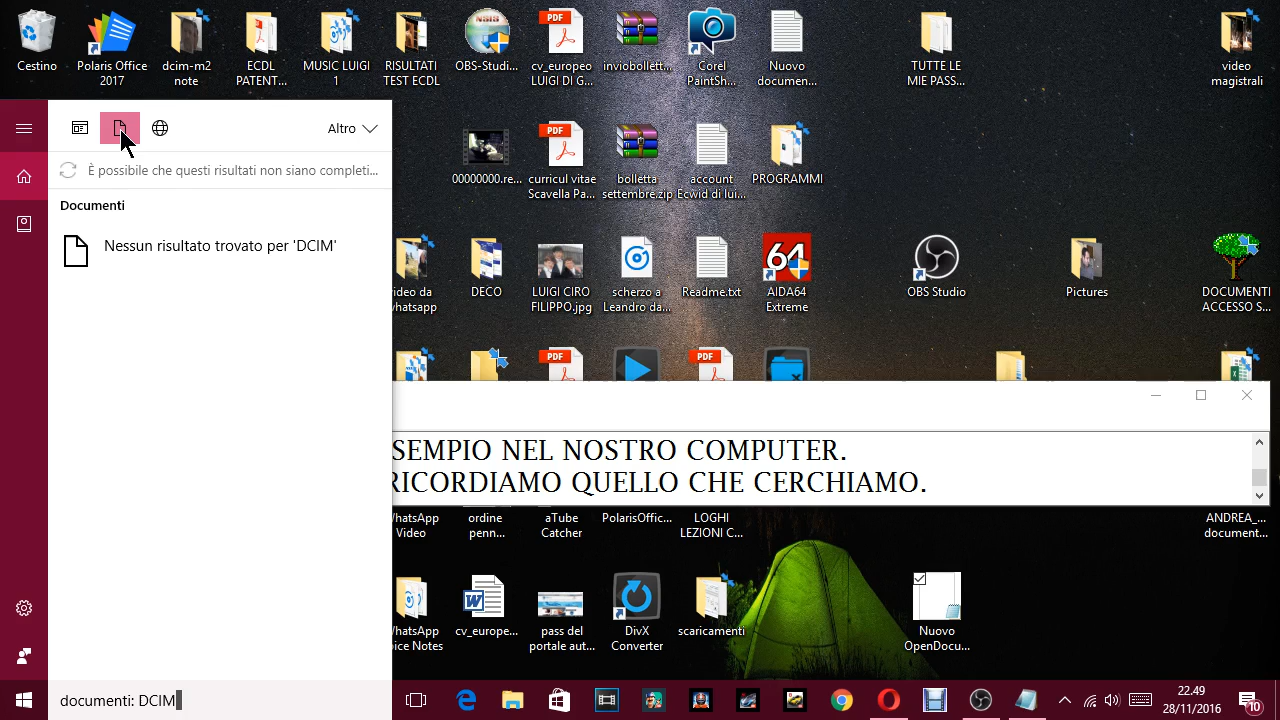 Cestino
Polaris Office
2017
dcim-m2
note
ECDL
PATENT...
MUSIC LUIGI
1
RISULTATI
TEST ECDL
OBS-Studi...
cv_europeo
LUIGI DI G...
inviobollett...
Corel
PaintSh...
Nuovo
documen...
TUTTE LE
MIE PASS...
video
magistrali
Altro
È possibile che questi risultati non siano completi...
Documenti
Nessun risultato trovato per 'DCIM'
00000000.re...
curricul vitae
Scavella Pa...
bolletta
settembre.zip
account
Ecwid di lui...
PROGRAMMI
ideo da
hatsapp
DECO
LUIGI CIRO
FILIPPO.jpg
scherzo a
Leandro da...
Readme.txt
64
AIDA64
Extreme
OBS Studio
Pictures
DOCUMENTI
ACCESSO S...
PDF
PDF
SEMPIO NEL NOSTRO COMPUTER.
RICORDIAMO QUELLO CHE CERCHIAMO.
hatsApp
Video
ordine
penn...
aTube
Catcher
PolarisOffic...
LOGHI
LEZIONI C...
ANDREA_...
document...
hatsApp
ice Notes
cv_europe...
pass del
portale aut...
DivX
Converter
scaricamenti
Nuovo
OpenDocu...
documenti: DCIM
22.49
28/11/2016
10